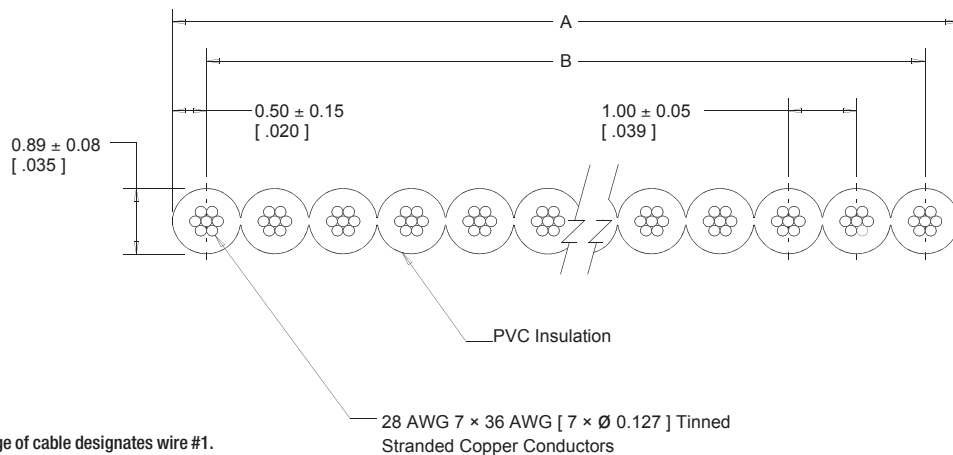 A
B
0.50 ± 0.15
[ .020 ]
1.00 ± 0.05
[ .039 ]
0.89 ± 0.08
[ .035 ]
PVC Insulation
28 AWG 7 × 36 AWG [ 7 × Ø 0.127 ] Tinned
Stranded Copper Conductors
ge of cable designates wire #1.